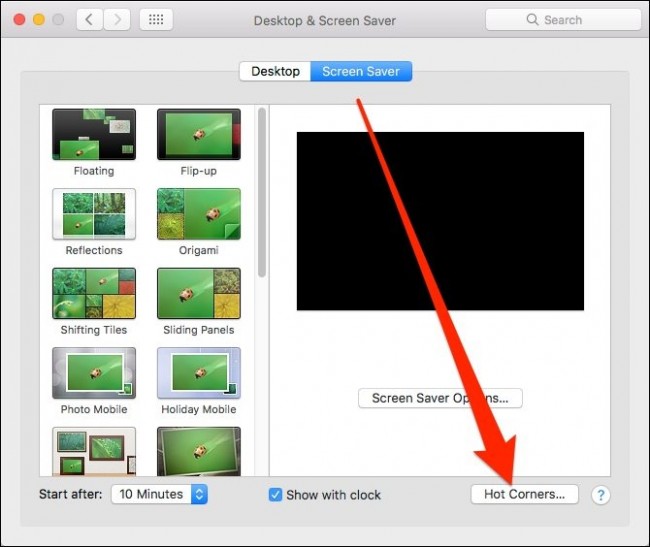 Desktop & Screen Saver
Search
Desktop Screen Saver
Floating Flip-up
Reflections Origami
Shifting Tiles Sliding Panels
Photo Mobile Holiday Mobile
Screen Saver Options...
Start after: 10 Minutes Show with clock Hot Corners... ?